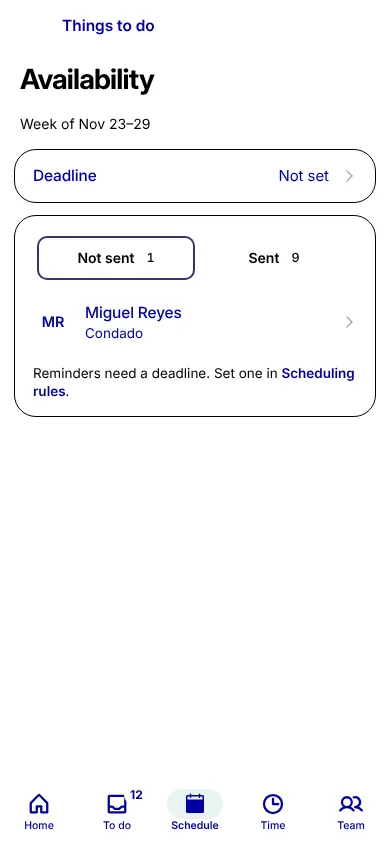 Things to do
Availability
Week of Nov 23–29
Deadline Not set
Not sent 1 Sent 9
MR Miguel Reyes
Condado
Reminders need a deadline. Set one in Scheduling
rules.
12
Home To do Schedule Time Team